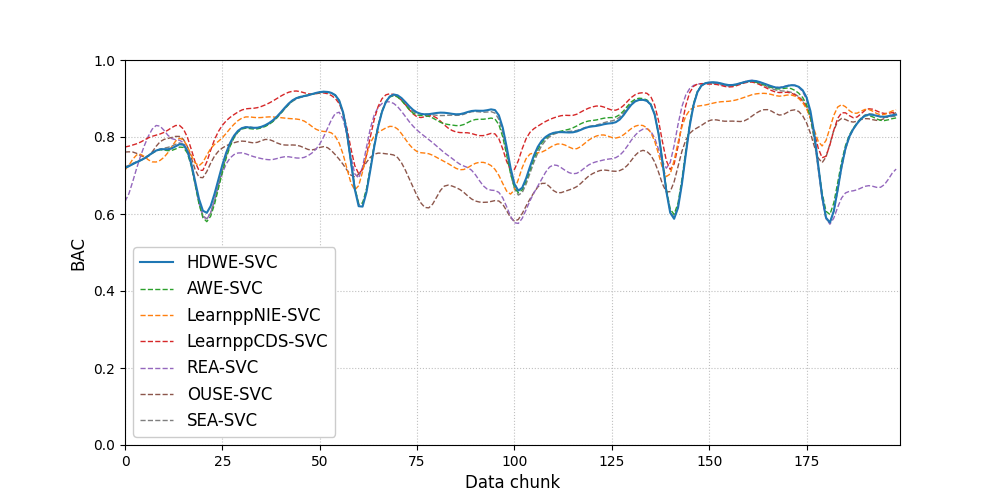 1.0
0.8
0.6
0.4
0.2
0.0
BAC
HDWE-SVC
AWE-SVC
LearnppNIE-SVC
LearnppCDS-SVC
REA-SVC
OUSE-SVC
SEA-SVC
0 25 50 75 100 125 150 175
Data chunk